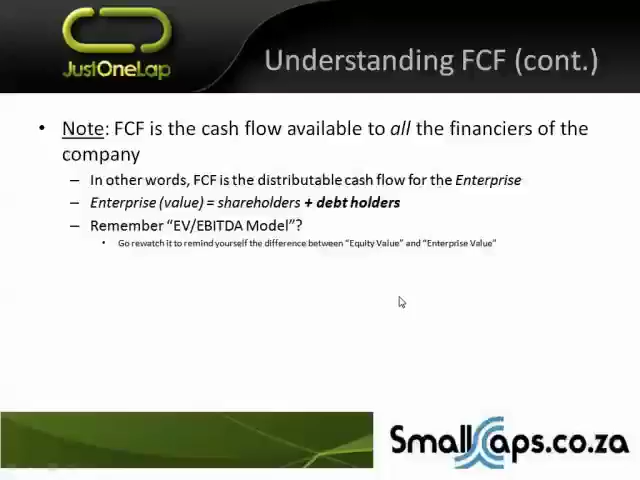 JustOneLap
Understanding FCF (cont.)
• Note: FCF is the cash flow available to all the financiers of the
company
– In other words, FCF is the distributable cash flow for the Enterprise
– Enterprise (value) = shareholders + debt holders
– Remember “EV/EBITDA Model”?
• Go rewatch it to remind yourself the difference between “Equity Value” and “Enterprise Value”
SmallCaps.co.za